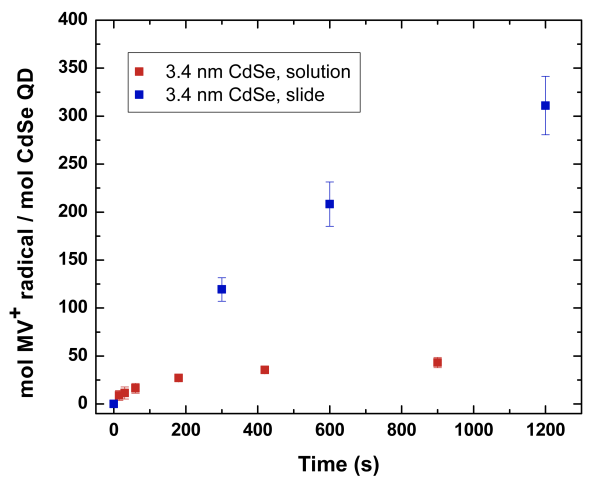 400
350
300
250
200
150
100
50
0
mol MV⁺ radical / mol CdSe QD
3.4 nm CdSe, solution
3.4 nm CdSe, slide
0 200 400 600 800 1000 1200
Time (s)